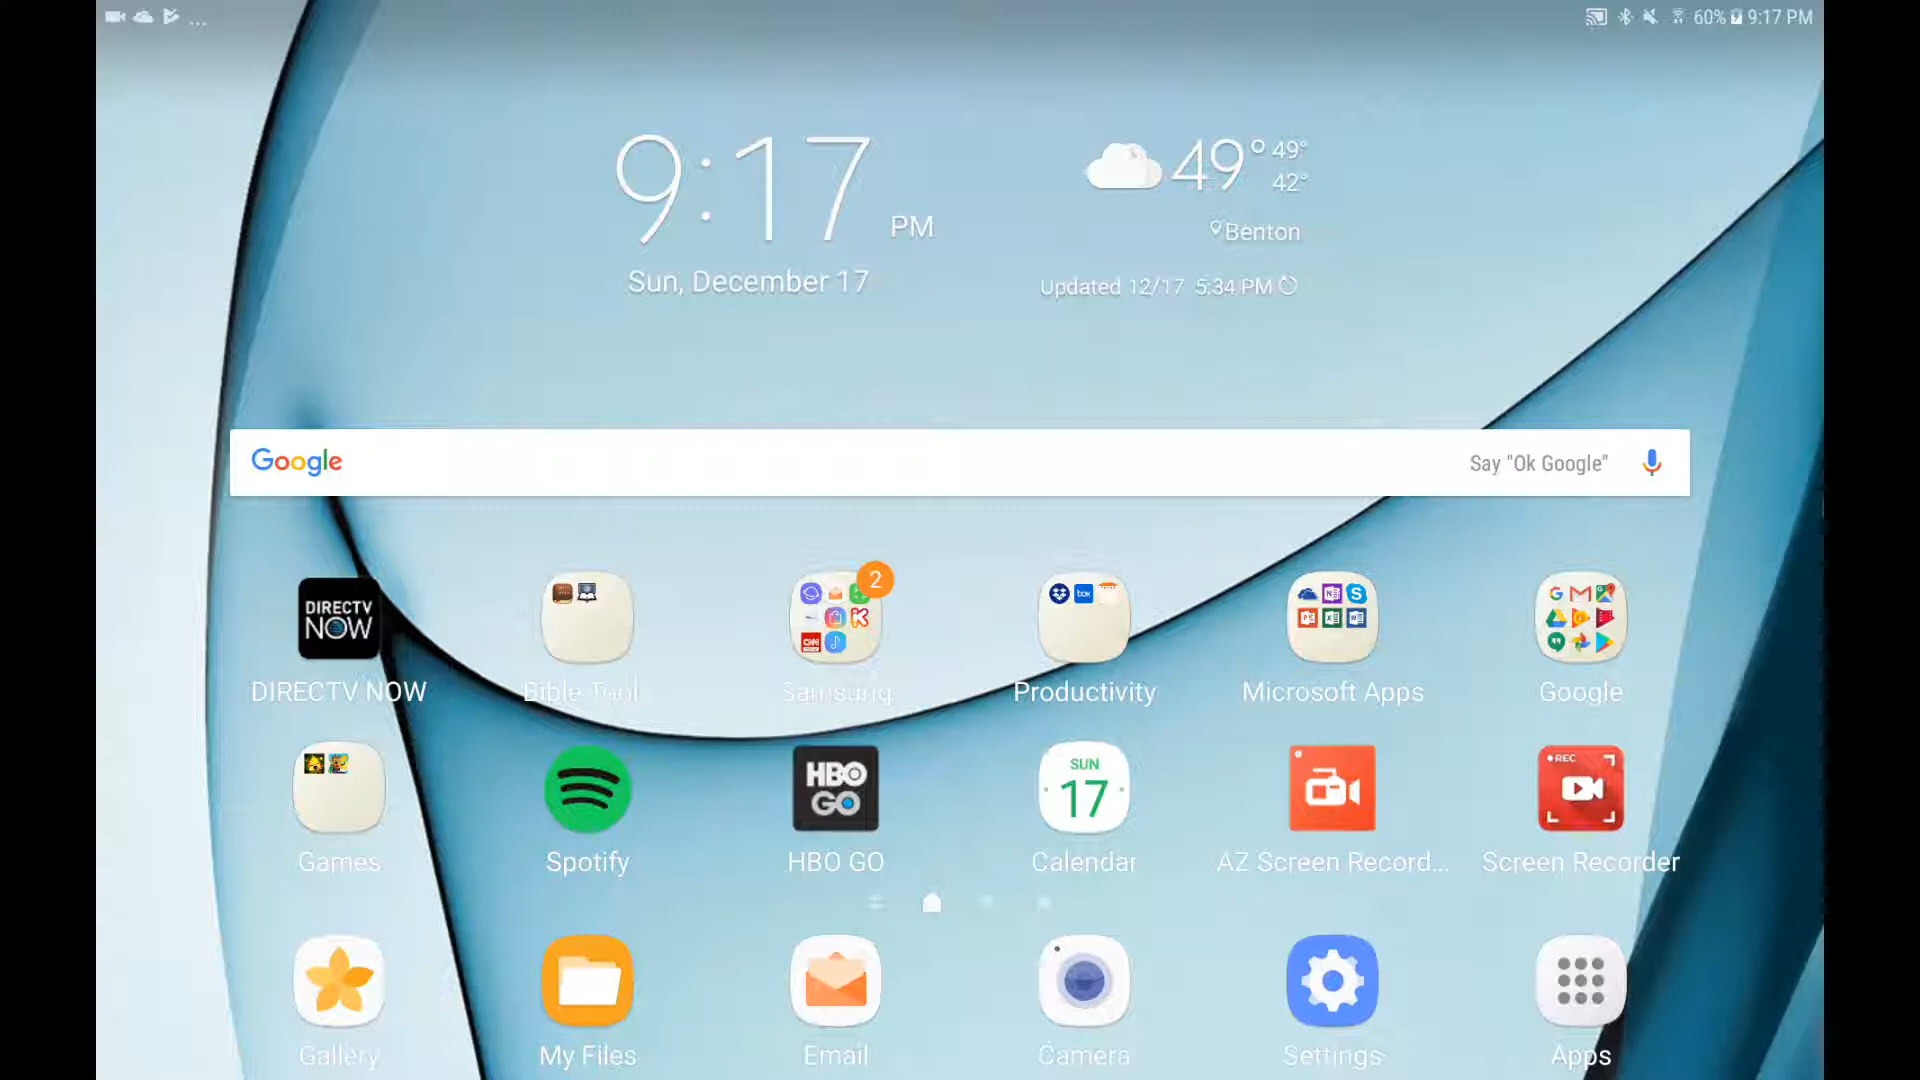 ...
60% 9:17 PM
9:17 PM
Sun, December 17
49° 49°
42°
Benton
Updated 12/17 5:34 PM
Google
Say "Ok Google"
DIRECTV NOW
2
box
N
S
G
CNN
P
X
W
DIRECTV NOW
Bible Tool
Samsung
Productivity
Microsoft Apps
Google
HBO GO
SUN
17
REC
Games
Spotify
HBO GO
Calendar
AZ Screen Record...
Screen Recorder
Gallery
My Files
Email
Camera
Settings
Apps